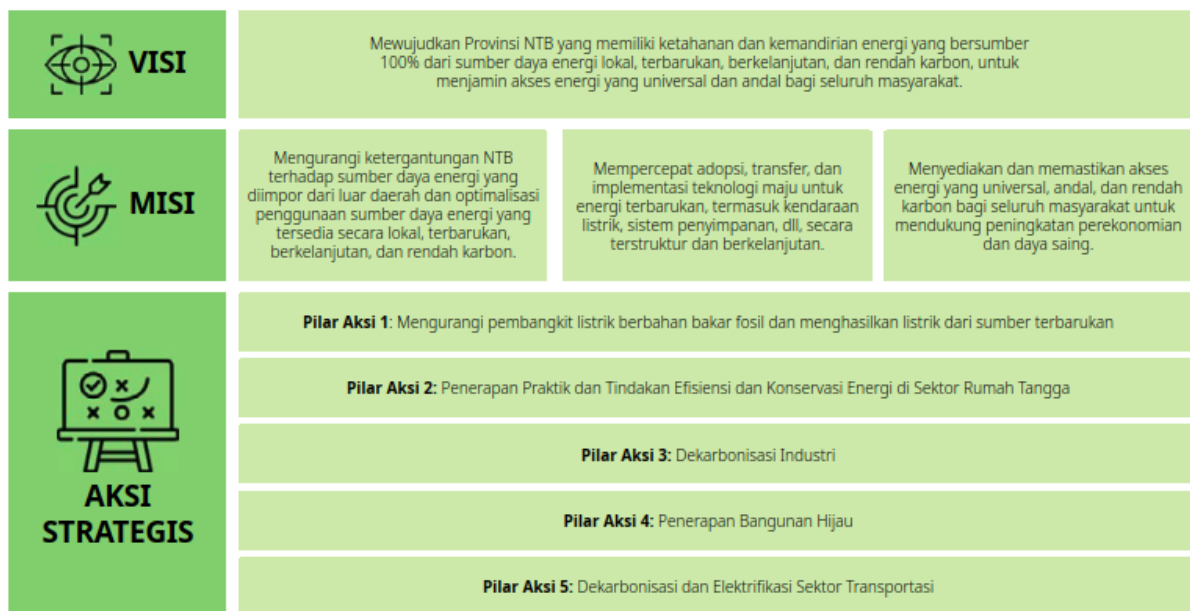 VISI
Mewujudkan Provinsi NTB yang memiliki ketahanan dan kemandirian energi yang bersumber
100% dari sumber daya energi lokal, terbarukan, berkelanjutan, dan rendah karbon, untuk
menjamin akses energi yang universal dan andal bagi seluruh masyarakat.
MISI
Mengurangi ketergantungan NTB
terhadap sumber daya energi yang
diimpor dari luar daerah dan optimalisasi
penggunaan sumber daya energi yang
tersedia secara lokal, terbarukan,
berkelanjutan, dan rendah karbon.
Mempercepat adopsi, transfer, dan
implementasi teknologi maju untuk
energi terbarukan, termasuk kendaraan
listrik, sistem penyimpanan, dll, secara
terstruktur dan berkelanjutan.
Menyediakan dan memastikan akses
energi yang universal, andal, dan rendah
karbon bagi seluruh masyarakat untuk
mendukung peningkatan perekonomian
dan daya saing.
AKSI
STRATEGIS
Pilar Aksi 1: Mengurangi pembangkit listrik berbahan bakar fosil dan menghasilkan listrik dari sumber terbarukan
Pilar Aksi 2: Penerapan Praktik dan Tindakan Efisiensi dan Konservasi Energi di Sektor Rumah Tangga
Pilar Aksi 3: Dekarbonisasi Industri
Pilar Aksi 4: Penerapan Bangunan Hijau
Pilar Aksi 5: Dekarbonisasi dan Elektrifikasi Sektor Transportasi